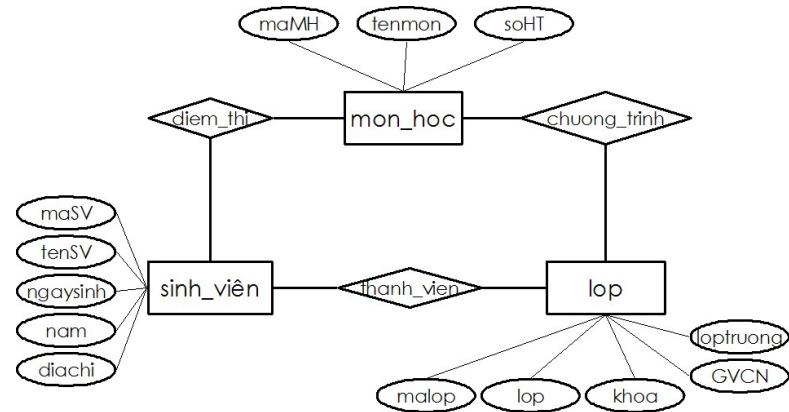 maMH
tenmon
soHT
diem_thi
mon_hoc
chuong_trinh
maSV
tenSV
ngaysinh
nam
diachi
sinh_viên
thanh_vien
lop
loptruong
GVCN
malop
lop
khoa